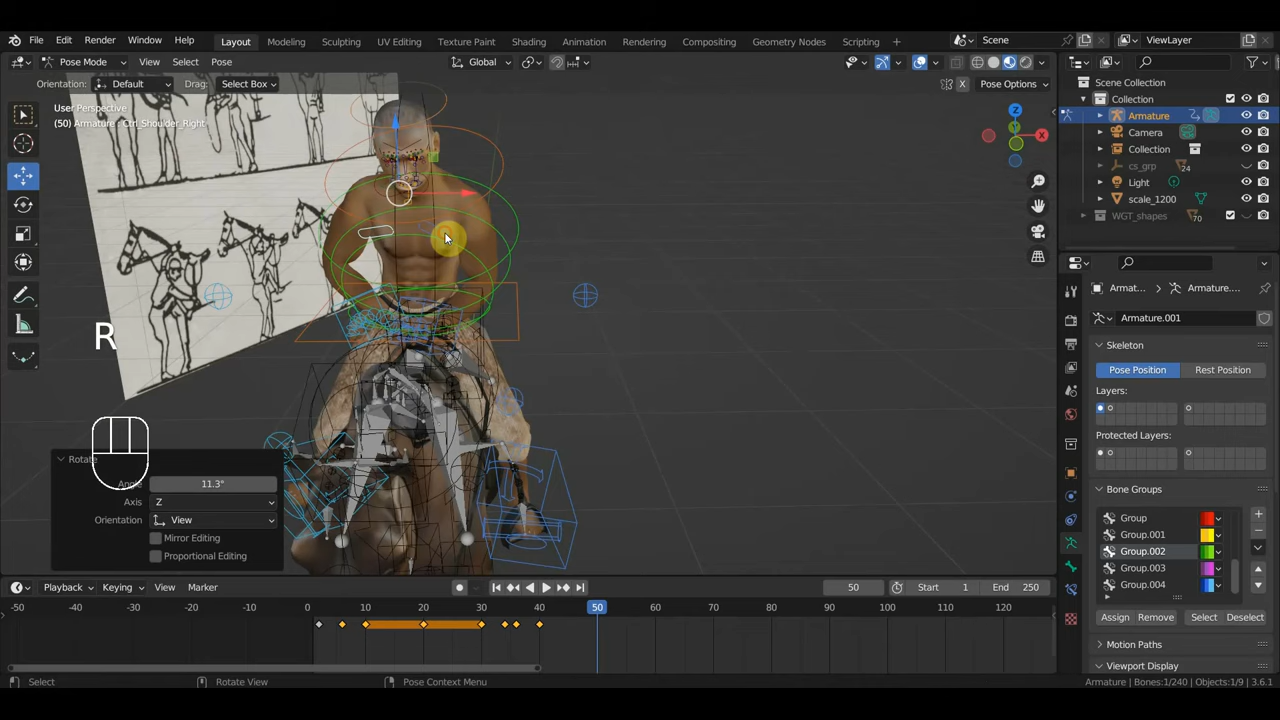 File Edit Render Window Help Layout Modeling Sculpting UV Editing Texture Paint Shading Animation Rendering Compositing Geometry Nodes Scripting + Scene ViewLayer
Pose Mode View Select Pose Global
Orientation: Default Drag: Select Box X Pose Options
User Perspective
(50) Armature : Ctrl_Shoulder_Right
Z
Y
X
Scene Collection
Collection
Armature
Camera
Collection
cs_grp 24
Light
scale_1200
WGT_shapes 70
Armat... Armature....
Armature.001
Skeleton
Pose Position Rest Position
Layers:
Protected Layers:
Bone Groups
Group
Group.001
Group.002
Group.003
Group.004
Assign Remove Select Deselect
Motion Paths
Viewport Display
R
Rotate
Angle 11.3°
Axis Z
Orientation View
Mirror Editing
Proportional Editing
Playback Keying View Marker 50 Start 1 End 250
-50 -40 -30 -20 -10 0 10 20 30 40 50 60 70 80 90 100 110 120
Select Rotate View Pose Context Menu Armature | Bones:1/240 | Objects:1/9 | 3.6.1